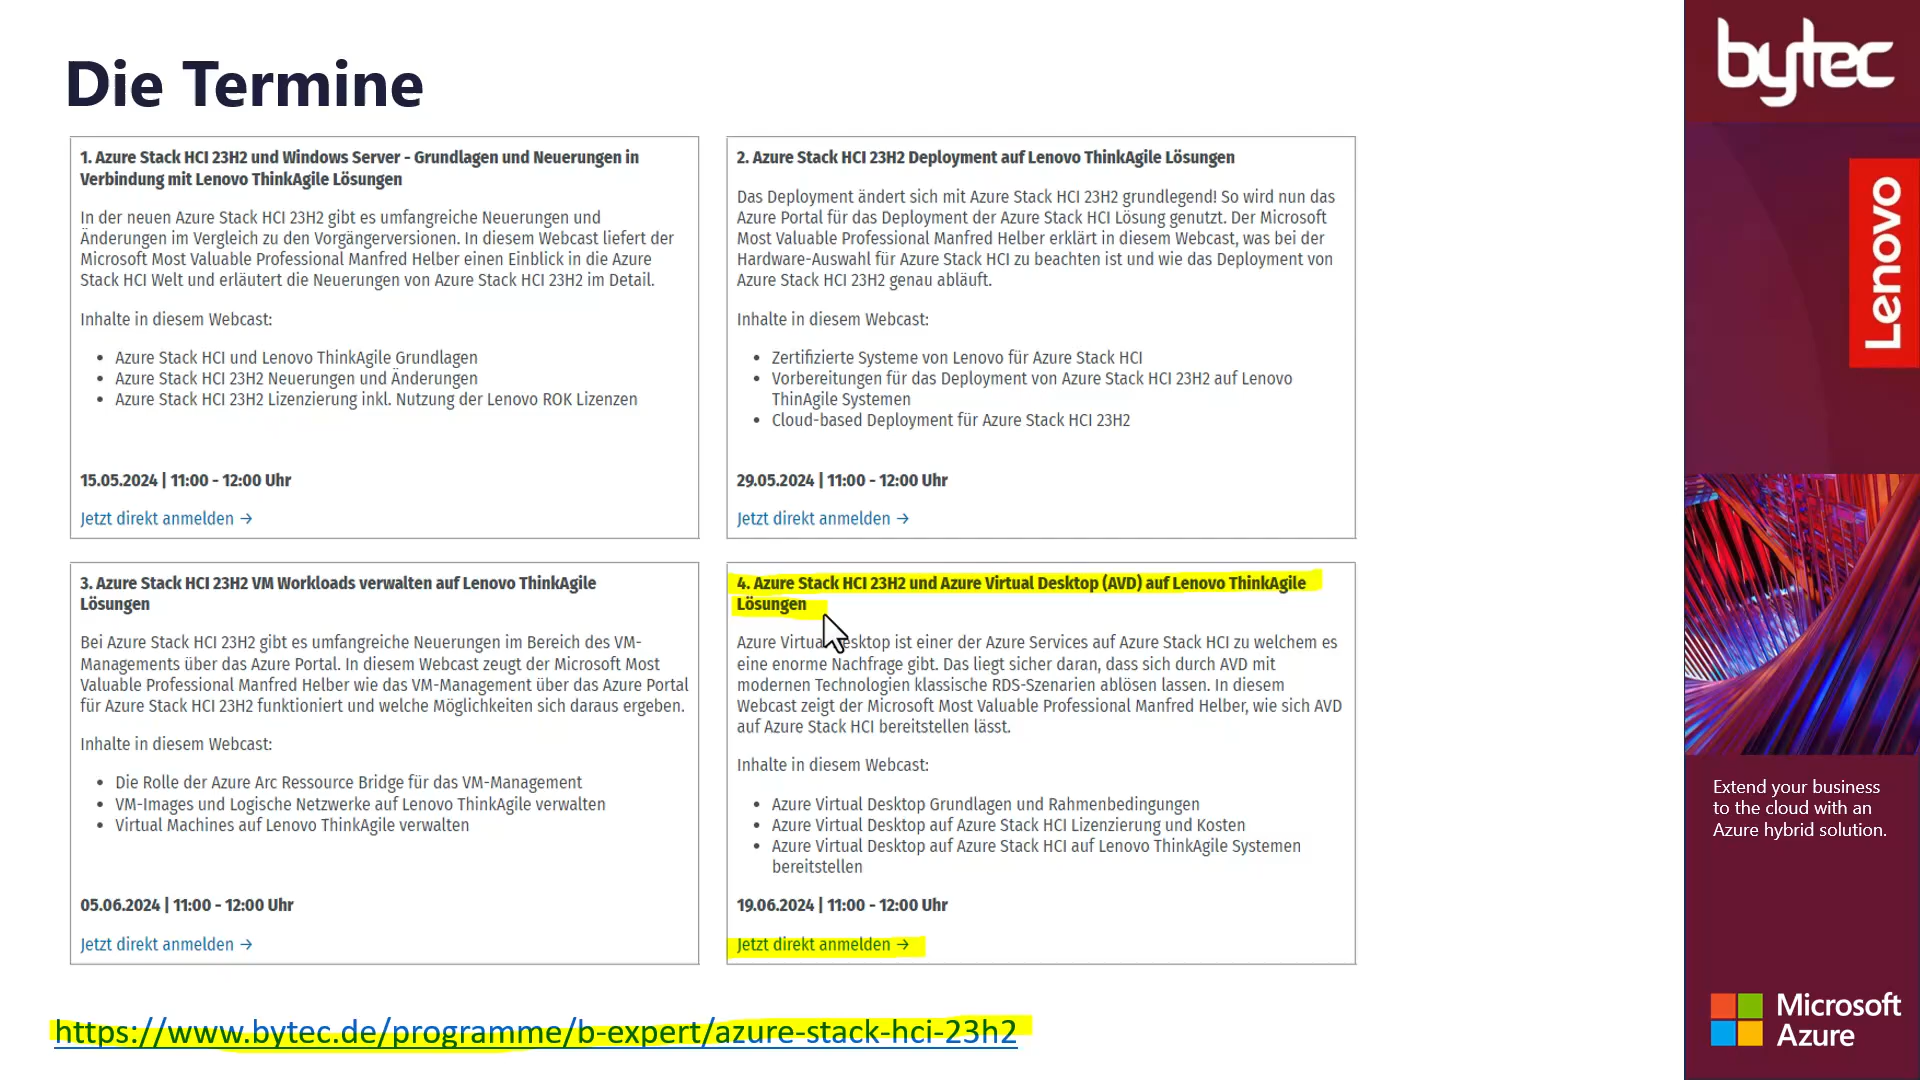 Die Termine
1. Azure Stack HCI 23H2 und Windows Server - Grundlagen und Neuerungen in
Verbindung mit Lenovo ThinkAgile Lösungen
In der neuen Azure Stack HCI 23H2 gibt es umfangreiche Neuerungen und
Änderungen im Vergleich zu den Vorgängerversionen. In diesem Webcast liefert der
Microsoft Most Valuable Professional Manfred Helber einen Einblick in die Azure
Stack HCI Welt und erläutert die Neuerungen von Azure Stack HCI 23H2 im Detail.
Inhalte in diesem Webcast:
• Azure Stack HCI und Lenovo ThinkAgile Grundlagen
• Azure Stack HCI 23H2 Neuerungen und Änderungen
• Azure Stack HCI 23H2 Lizenzierung inkl. Nutzung der Lenovo ROK Lizenzen
15.05.2024 | 11:00 - 12:00 Uhr
Jetzt direkt anmelden →
2. Azure Stack HCI 23H2 Deployment auf Lenovo ThinkAgile Lösungen
Das Deployment ändert sich mit Azure Stack HCI 23H2 grundlegend! So wird nun das
Azure Portal für das Deployment der Azure Stack HCI Lösung genutzt. Der Microsoft
Most Valuable Professional Manfred Helber erklärt in diesem Webcast, was bei der
Hardware-Auswahl für Azure Stack HCI zu beachten ist und wie das Deployment von
Azure Stack HCI 23H2 genau abläuft.
Inhalte in diesem Webcast:
• Zertifizierte Systeme von Lenovo für Azure Stack HCI
• Vorbereitungen für das Deployment von Azure Stack HCI 23H2 auf Lenovo
ThinAgile Systemen
• Cloud-based Deployment für Azure Stack HCI 23H2
29.05.2024 | 11:00 - 12:00 Uhr
Jetzt direkt anmelden →
3. Azure Stack HCI 23H2 VM Workloads verwalten auf Lenovo ThinkAgile
Lösungen
Bei Azure Stack HCI 23H2 gibt es umfangreiche Neuerungen im Bereich des VM-
Managements über das Azure Portal. In diesem Webcast zeugt der Microsoft Most
Valuable Professional Manfred Helber wie das VM-Management über das Azure Portal
für Azure Stack HCI 23H2 funktioniert und welche Möglichkeiten sich daraus ergeben.
Inhalte in diesem Webcast:
• Die Rolle der Azure Arc Ressource Bridge für das VM-Management
• VM-Images und Logische Netzwerke auf Lenovo ThinkAgile verwalten
• Virtual Machines auf Lenovo ThinkAgile verwalten
05.06.2024 | 11:00 - 12:00 Uhr
Jetzt direkt anmelden →
4. Azure Stack HCI 23H2 und Azure Virtual Desktop (AVD) auf Lenovo ThinkAgile
Lösungen
Azure Virtual Desktop ist einer der Azure Services auf Azure Stack HCI zu welchem es
eine enorme Nachfrage gibt. Das liegt sicher daran, dass sich durch AVD mit
modernen Technologien klassische RDS-Szenarien ablösen lassen. In diesem
Webcast zeigt der Microsoft Most Valuable Professional Manfred Helber, wie sich AVD
auf Azure Stack HCI bereitstellen lässt.
Inhalte in diesem Webcast:
• Azure Virtual Desktop Grundlagen und Rahmenbedingungen
• Azure Virtual Desktop auf Azure Stack HCI Lizenzierung und Kosten
• Azure Virtual Desktop auf Azure Stack HCI auf Lenovo ThinkAgile Systemen
bereitstellen
19.06.2024 | 11:00 - 12:00 Uhr
Jetzt direkt anmelden →
https://www.bytec.de/programme/b-expert/azure-stack-hci-23h2
bytec
Lenovo
Extend your business
to the cloud with an
Azure hybrid solution.
Microsoft
Azure